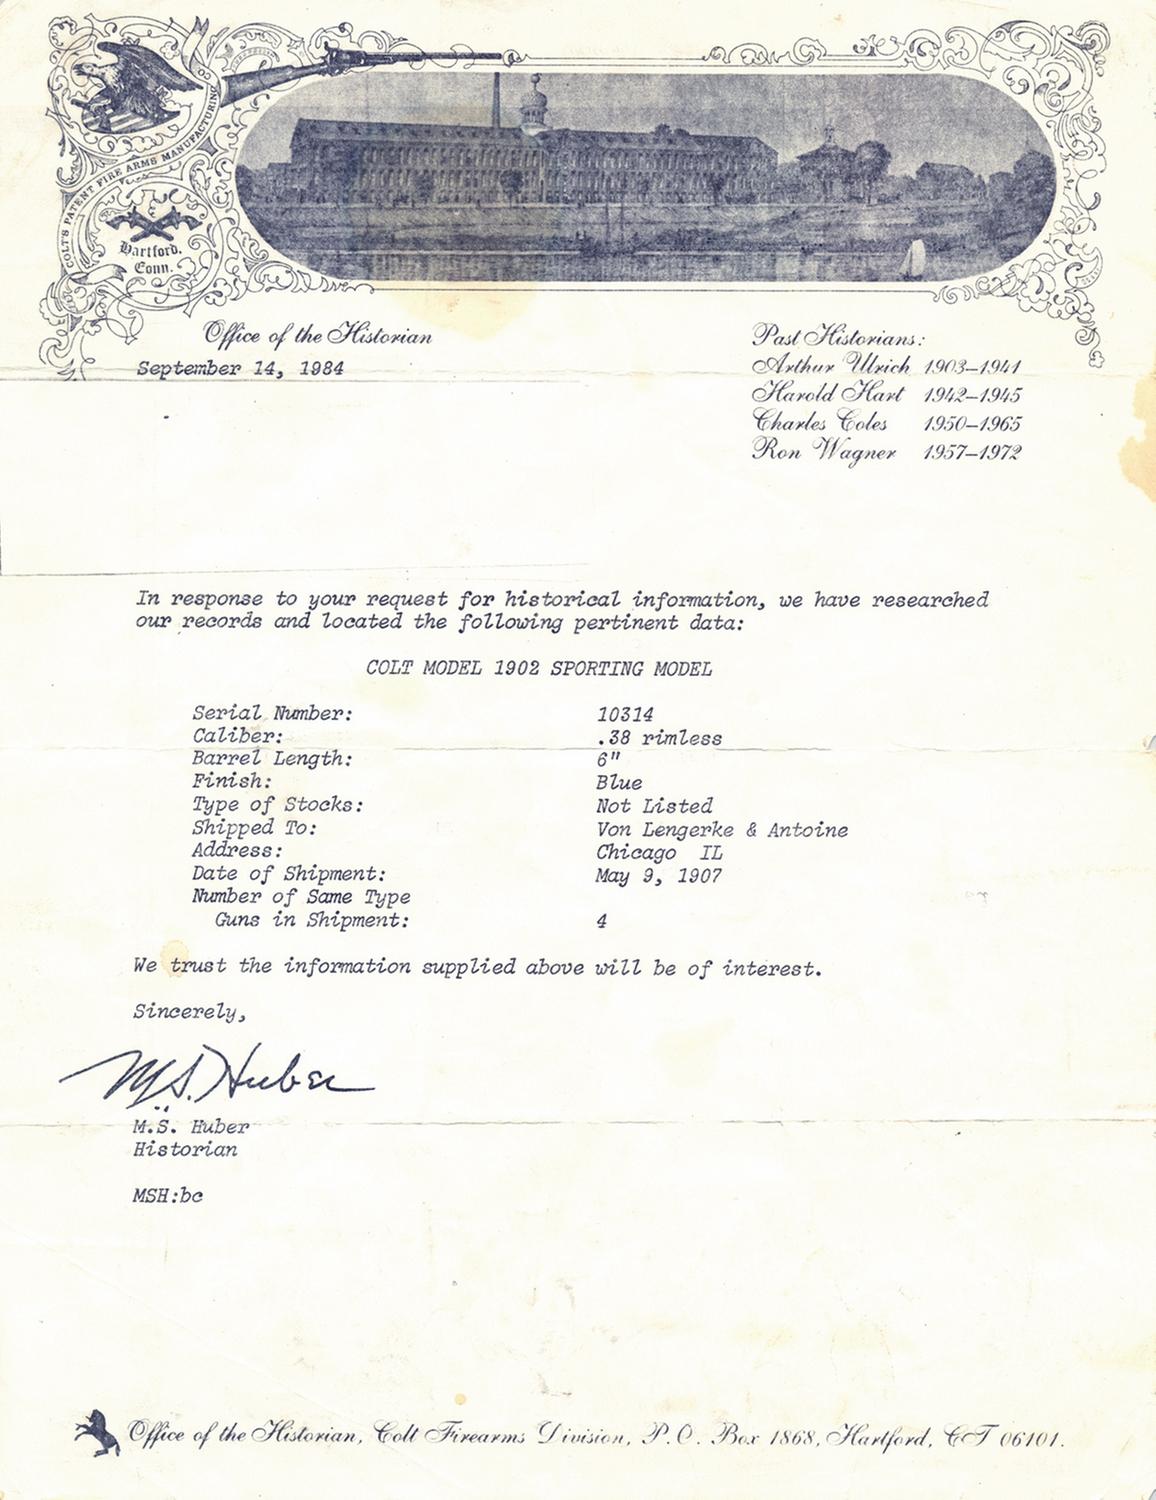 COLT'S PATENT FIRE ARMS MANUFACTURING CO
Hartford,
Conn.
Office of the Historian
September 14, 1984
Past Historians:
Arthur Ulrich 1903–1941
Harold Hart 1942–1945
Charles Coles 1950–1965
Ron Wagner 1957–1972
In response to your request for historical information, we have researched
our records and located the following pertinent data:
COLT MODEL 1902 SPORTING MODEL
Serial Number: 10314
Caliber: .38 rimless
Barrel Length: 6"
Finish: Blue
Type of Stocks: Not Listed
Shipped To: Von Lengerke & Antoine
Address: Chicago IL
Date of Shipment: May 9, 1907
Number of Same Type
Guns in Shipment: 4
We trust the information supplied above will be of interest.
Sincerely,
M.S. Huber
M.S. Huber
Historian
MSH:bc
Office of the Historian, Colt Firearms Division, P.O. Box 1868, Hartford, CT 06101.